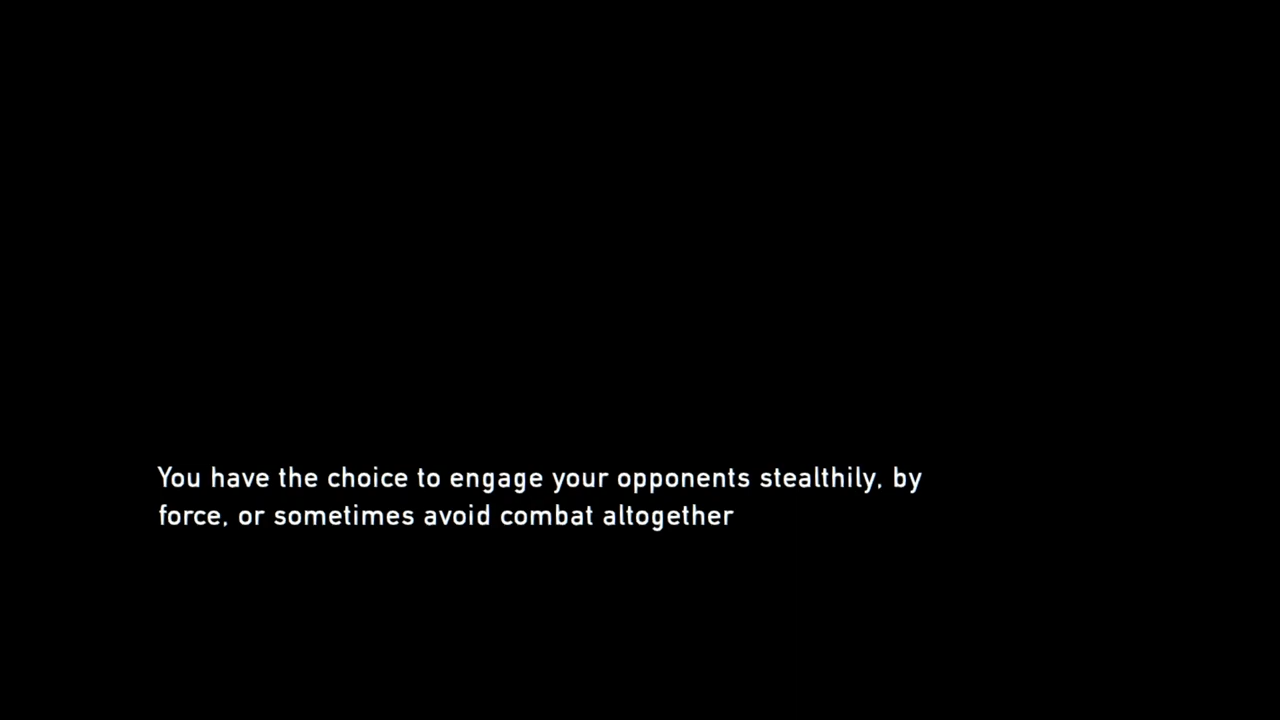 You have the choice to engage your opponents stealthily, by
force, or sometimes avoid combat altogether